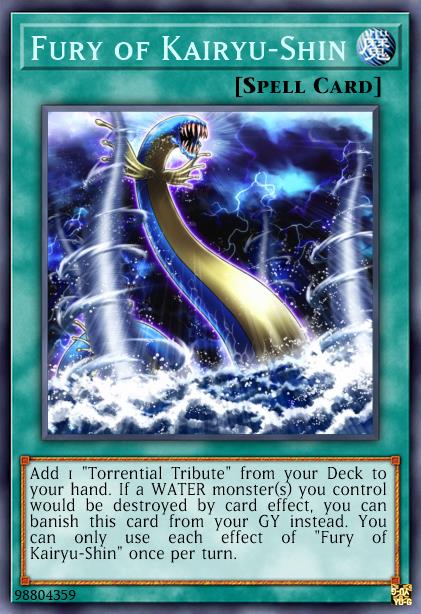 Fury of Kairyu-Shin 魔
[Spell Card]
Add 1 "Torrential Tribute" from your Deck to
your hand. If a WATER monster(s) you control
would be destroyed by card effect, you can
banish this card from your GY instead. You
can only use each effect of "Fury of
Kairyu-Shin" once per turn.
98804359